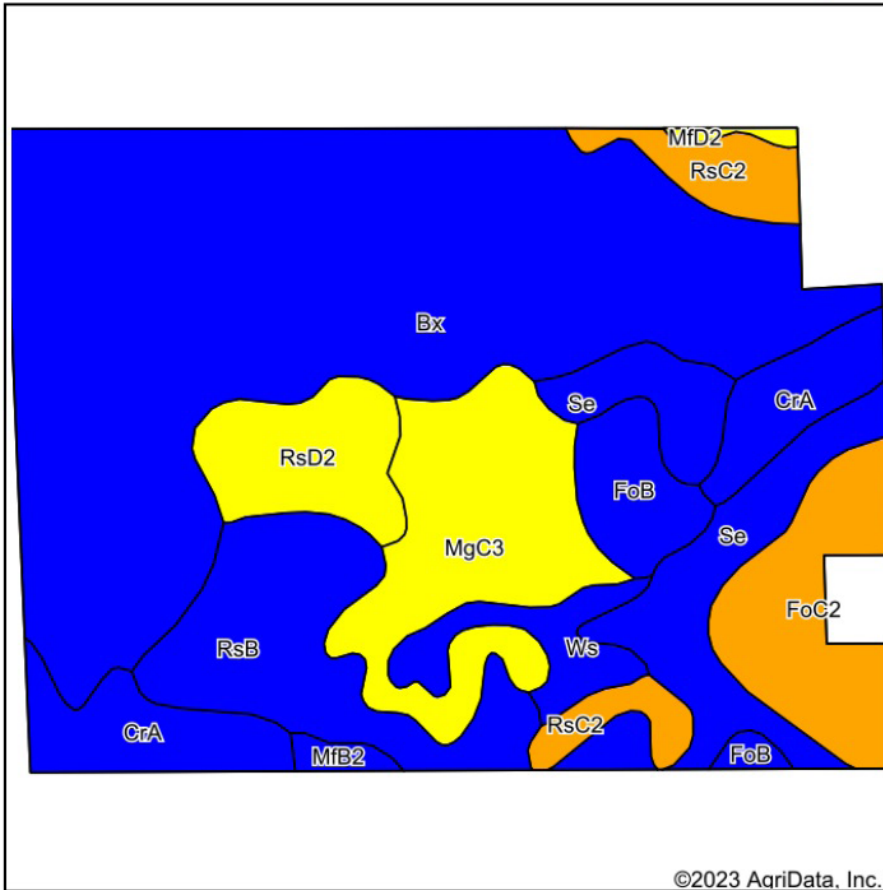 MfD2
RsC2
Bx
Se
CrA
RsD2
FoB
MgC3
Se
FoC2
RsB
Ws
RsC2
CrA
MfB2
FoB
©2023 AgriData, Inc.